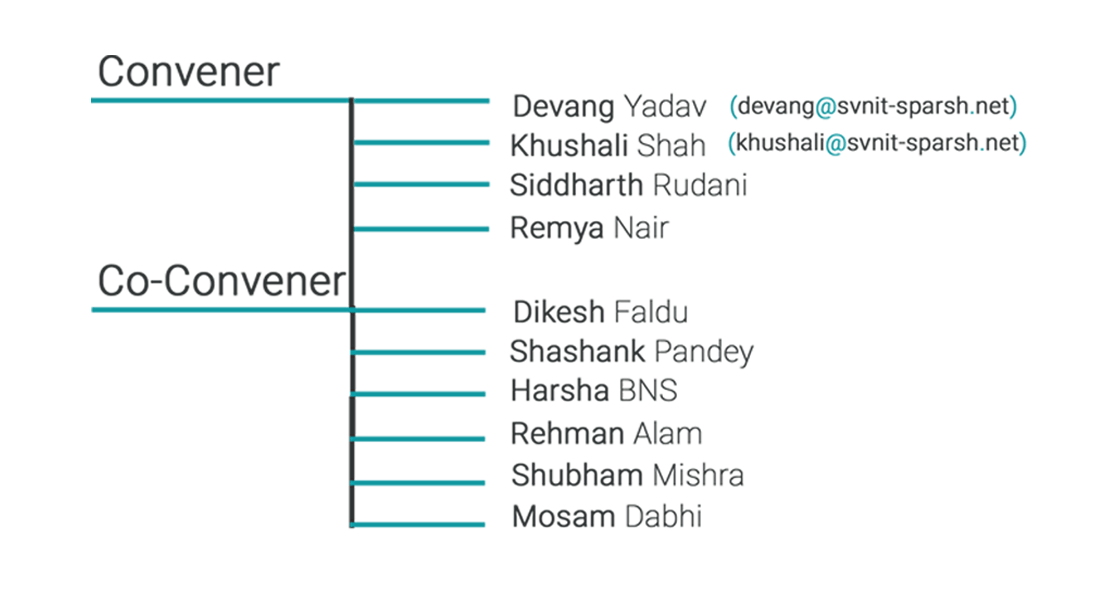 Convener
Devang Yadav (devang@svnit-sparsh.net)
Khushali Shah (khushali@svnit-sparsh.net)
Siddharth Rudani
Remya Nair
Co-Convener
Dikesh Faldu
Shashank Pandey
Harsha BNS
Rehman Alam
Shubham Mishra
Mosam Dabhi